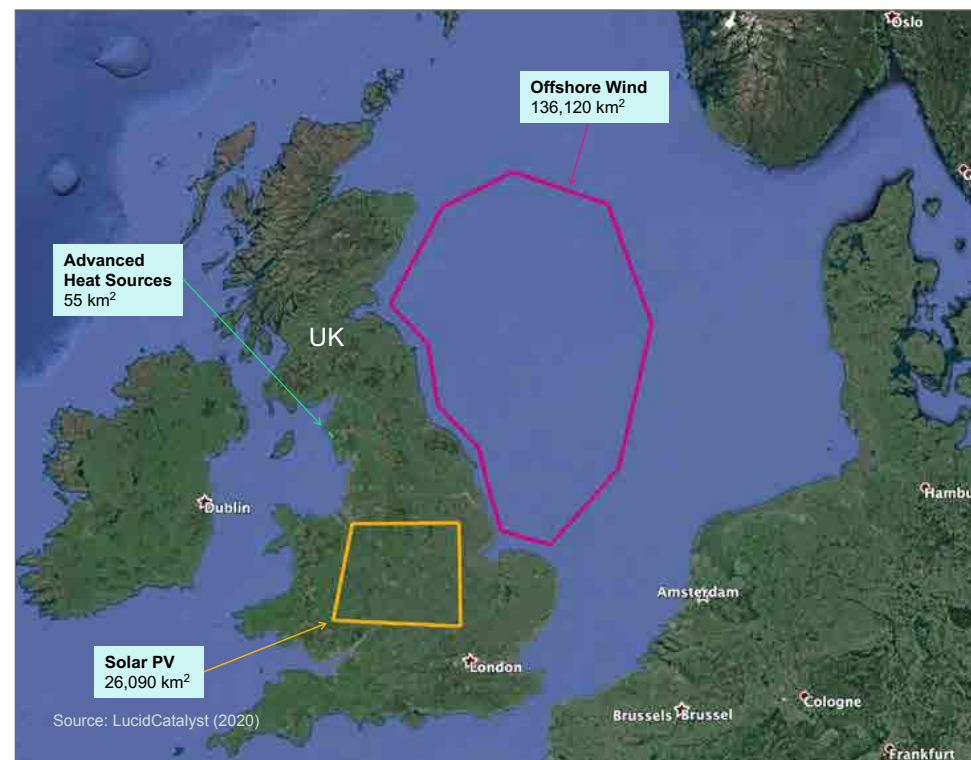 Oslo
Offshore Wind
136,120 km²
Advanced
Heat Sources
55 km²
UK
Dublin
Hambu
Amsterdam
Solar PV
26,090 km²
London
Cologne
Brussels Brussel
Source: LucidCatalyst (2020)
Frankfurt